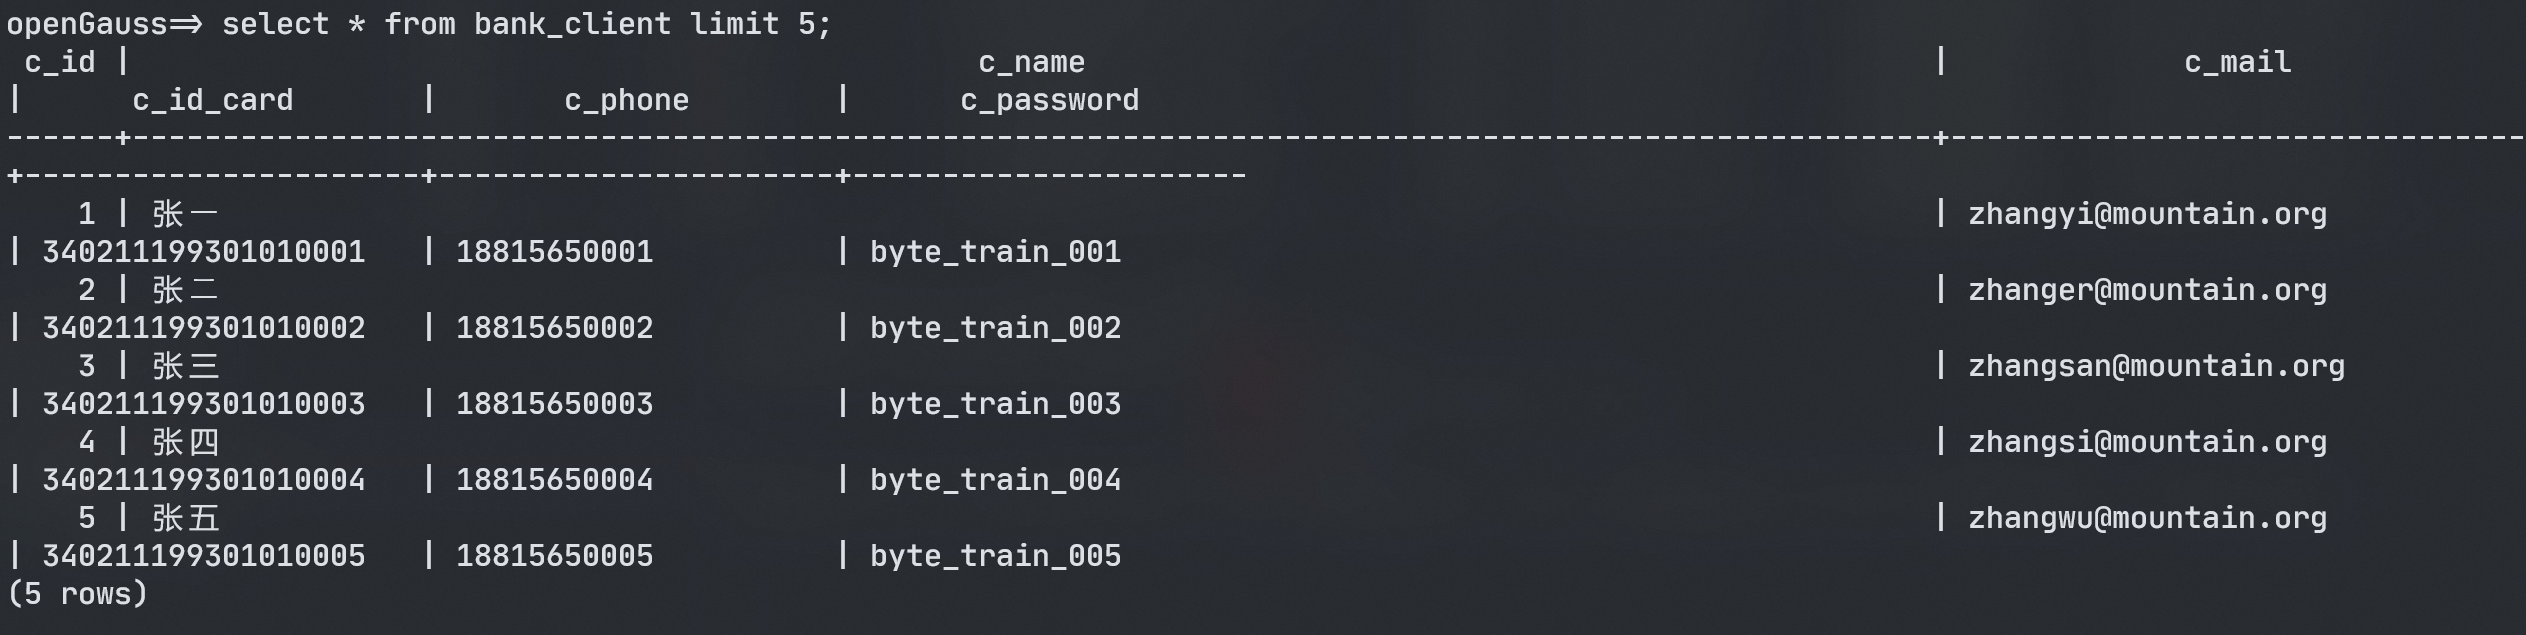 openGauss=> select * from bank_client limit 5;
c_id | c_name | c_mail
| c_id_card | c_phone | c_password
------+----------------------------------------------------------------------------------------------------+--------------------------------
+----------------------+----------------------+----------------------
1 | 张一 | zhangyi@mountain.org
| 340211199301010001 | 18815650001 | byte_train_001
2 | 张二 | zhanger@mountain.org
| 340211199301010002 | 18815650002 | byte_train_002
3 | 张三 | zhangsan@mountain.org
| 340211199301010003 | 18815650003 | byte_train_003
4 | 张四 | zhangsi@mountain.org
| 340211199301010004 | 18815650004 | byte_train_004
5 | 张五 | zhangwu@mountain.org
| 340211199301010005 | 18815650005 | byte_train_005
(5 rows)